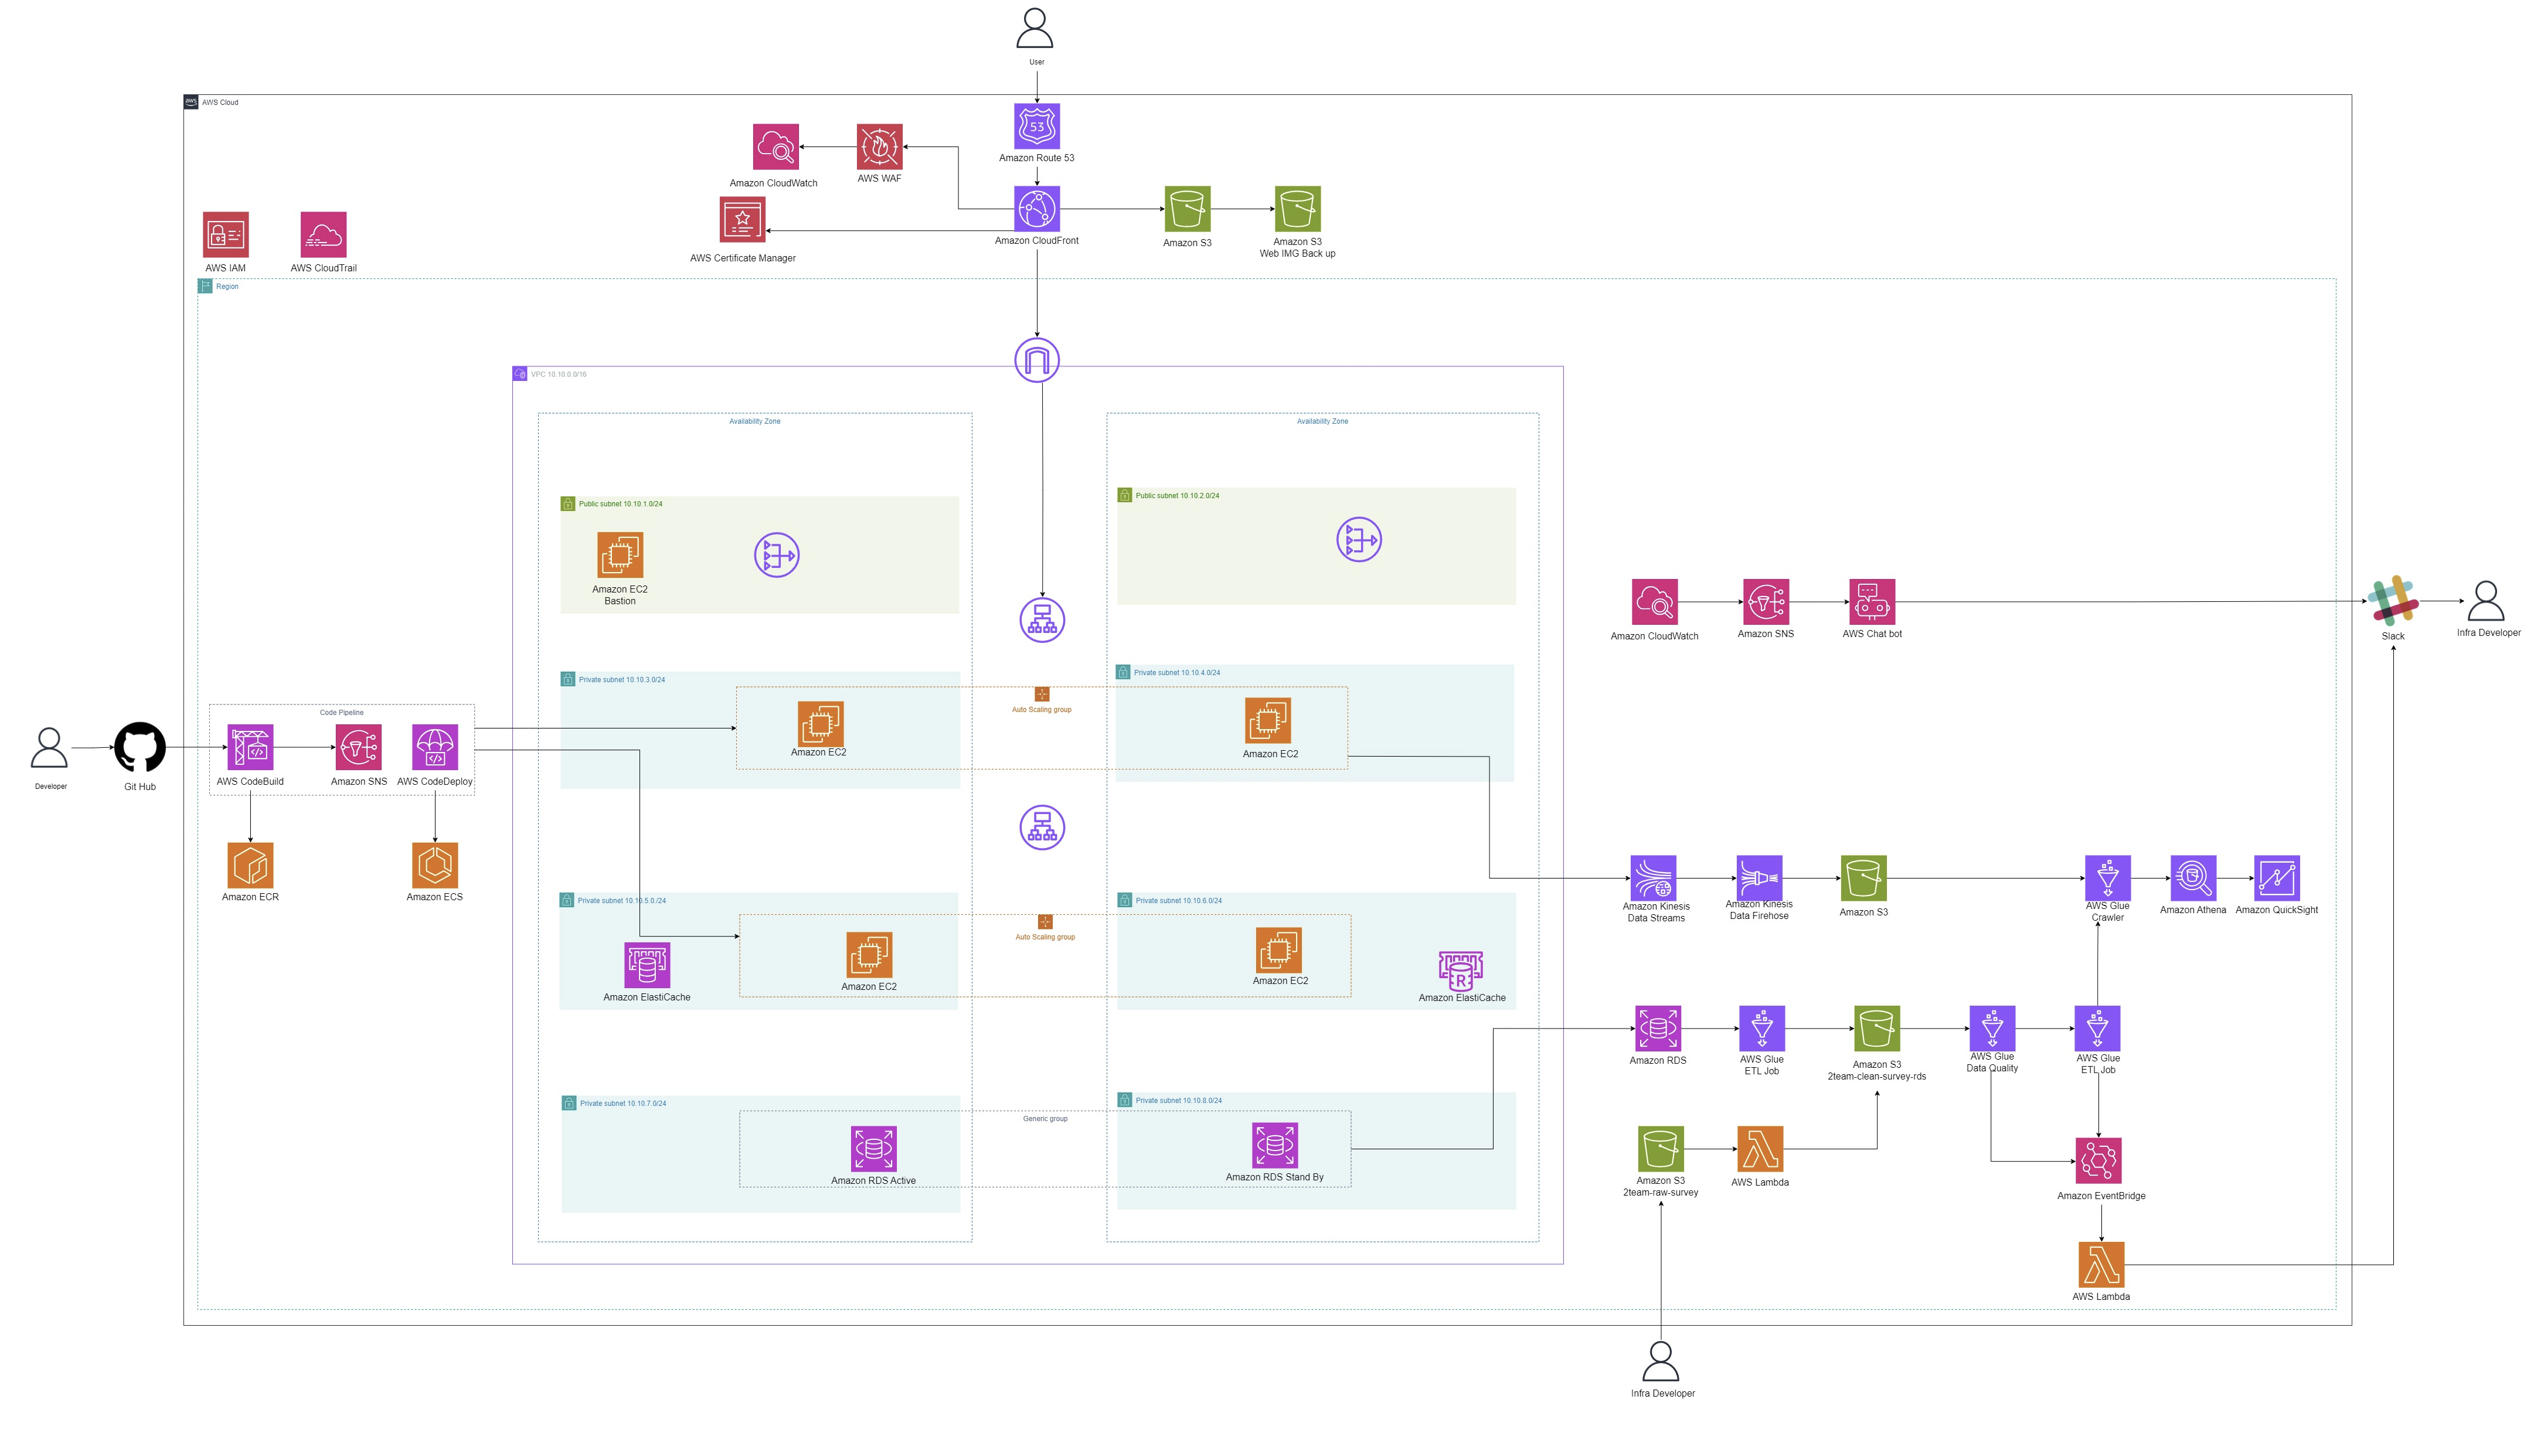 User
aws
AWS Cloud
53
Amazon Route 53
Amazon CloudWatch
AWS WAF
AWS Certificate Manager
Amazon CloudFront
Amazon S3
Amazon S3
Web IMG Back up
AWS IAM
AWS CloudTrail
Region
VPC 10.10.0.0/16
Availability Zone
Availability Zone
Public subnet 10.10.1.0/24
Public subnet 10.10.2.0/24
Amazon EC2
Bastion
Amazon CloudWatch
Amazon SNS
AWS Chat bot
Slack
Infra Developer
Private subnet 10.10.3.0/24
Private subnet 10.10.4.0/24
Auto Scaling group
Amazon EC2
Amazon EC2
Developer
Git Hub
Code Pipeline
AWS CodeBuild
Amazon SNS
AWS CodeDeploy
Amazon ECR
Amazon ECS
Private subnet 10.10.5.0./24
Private subnet 10.10.6.0/24
Auto Scaling group
Amazon ElastiCache
Amazon EC2
Amazon EC2
R
Amazon ElastiCache
Amazon Kinesis
Data Streams
Amazon Kinesis
Data Firehose
Amazon S3
AWS Glue
Crawler
Amazon Athena
Amazon QuickSight
Amazon RDS
AWS Glue
ETL Job
Amazon S3
2team-clean-survey-rds
AWS Glue
Data Quality
AWS Glue
ETL Job
Private subnet 10.10.7.0/24
Private subnet 10.10.8.0/24
Generic group
Amazon RDS Active
Amazon RDS Stand By
Amazon S3
2team-raw-survey
AWS Lambda
Amazon EventBridge
AWS Lambda
Infra Developer